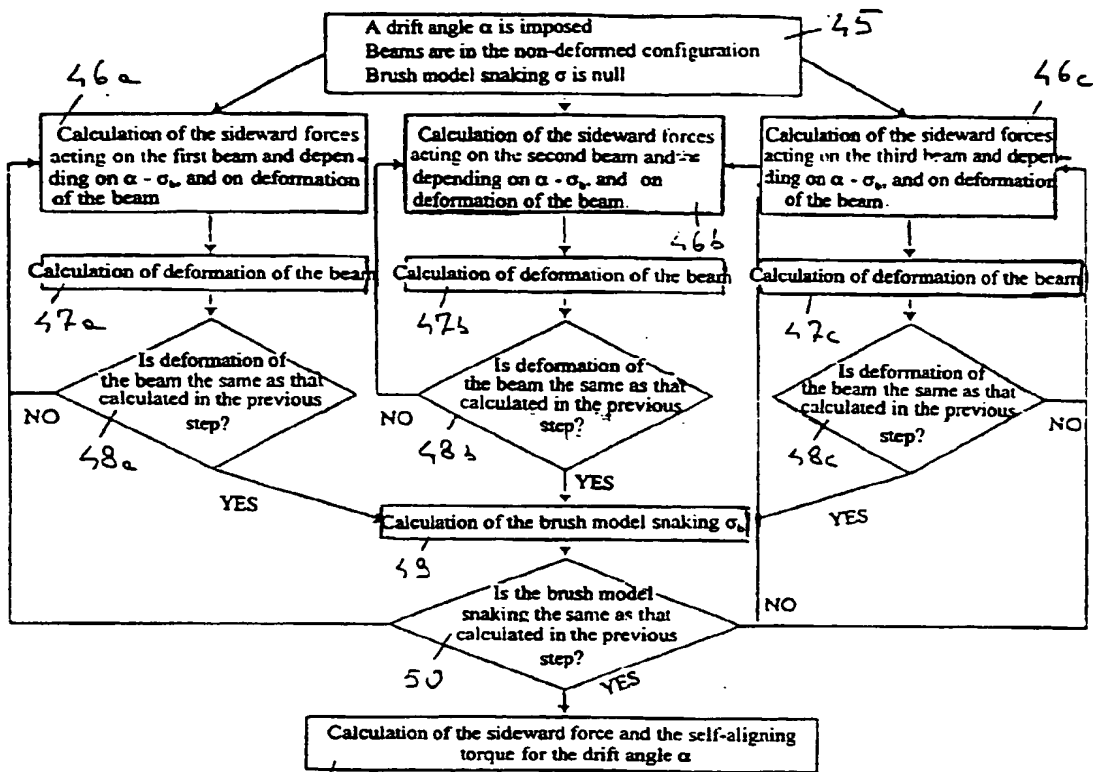 A drift angle α is imposed
Beams are in the non-deformed configuration
Brush model snaking σ is null
45
46a
46c
Calculation of the sideward forces
acting on the first beam and depen-
ding on α - σb, and on deformation
of the beam
Calculation of the sideward forces
acting on the second beam and
depending on α - σb, and on
deformation of the beam.
46b
Calculation of the sideward forces
acting on the third beam and depen-
ding on α - σb, and on deformation
of the beam
Calculation of deformation of the beam
47a
Calculation of deformation of the beam
47b
Calculation of deformation of the beam
47c
Is deformation of
the beam the same as that
calculated in the previous
step?
NO
48a
YES
Is deformation of
the beam the same as that
calculated in the previous
step?
NO
48b
YES
Is deformation of
the beam the same as that
calculated in the previous
step?
NO
48c
YES
Calculation of the brush model snaking σb
49
Is the brush model
snaking the same as that
calculated in the previous
step?
NO
50
YES
Calculation of the sideward force and the self-aligning
torque for the drift angle α